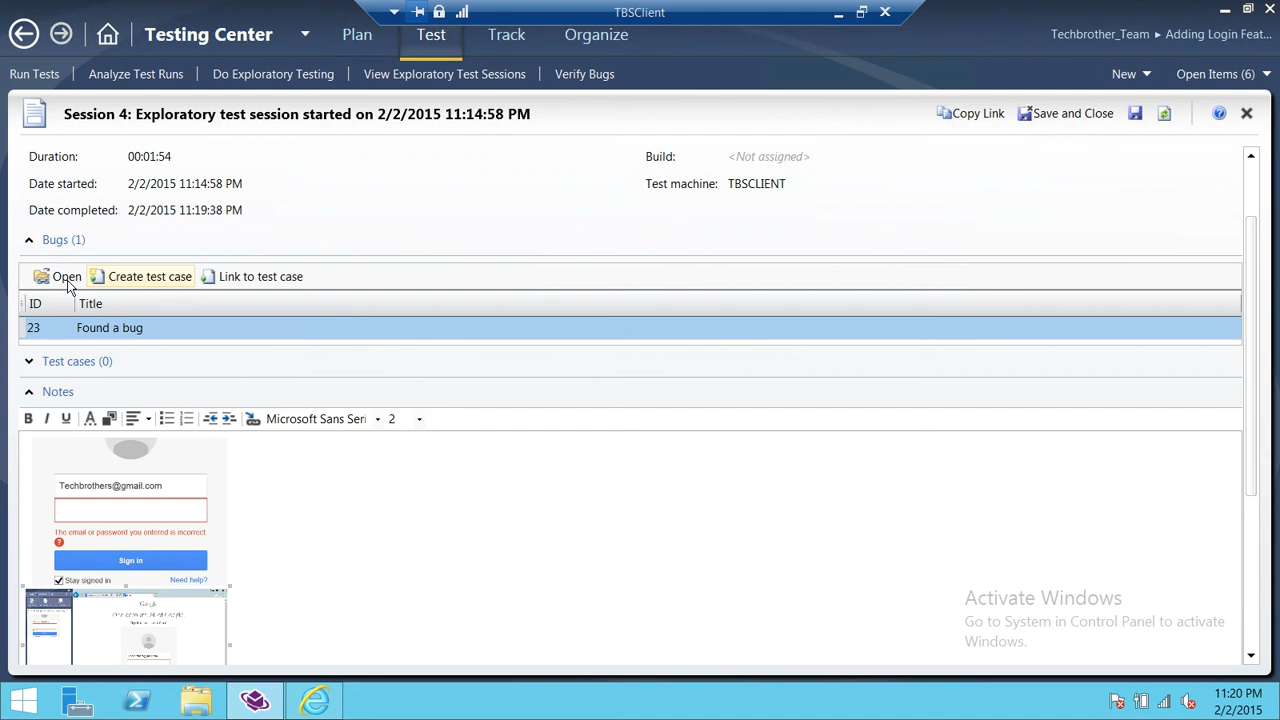 TBSClient
Testing Center Plan Test Track Organize Techbrother_Team ▸ Adding Login Feat...
Run Tests Analyze Test Runs Do Exploratory Testing View Exploratory Test Sessions Verify Bugs New Open Items (6)
Session 4: Exploratory test session started on 2/2/2015 11:14:58 PM Copy Link Save and Close
Duration: 00:01:54 Build: <Not assigned>
Date started: 2/2/2015 11:14:58 PM Test machine: TBSCLIENT
Date completed: 2/2/2015 11:19:38 PM
Bugs (1)
Open Create test case Link to test case
ID Title
23 Found a bug
Test cases (0)
Notes
B I U A Microsoft Sans Seri 2
Techbrothers@gmail.com
The email or password you entered is incorrect.
?
Sign in
Stay signed in Need help?
Google
Activate Windows
Go to System in Control Panel to activate
Windows.
11:20 PM
2/2/2015